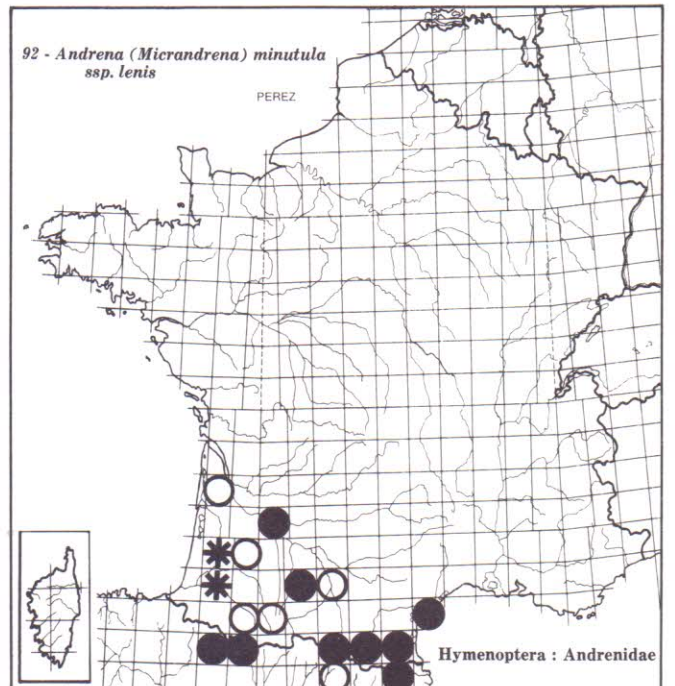 92 - Andrena (Micrandrena) minutula
ssp. lenis
PEREZ
Hymenoptera : Andrenidae